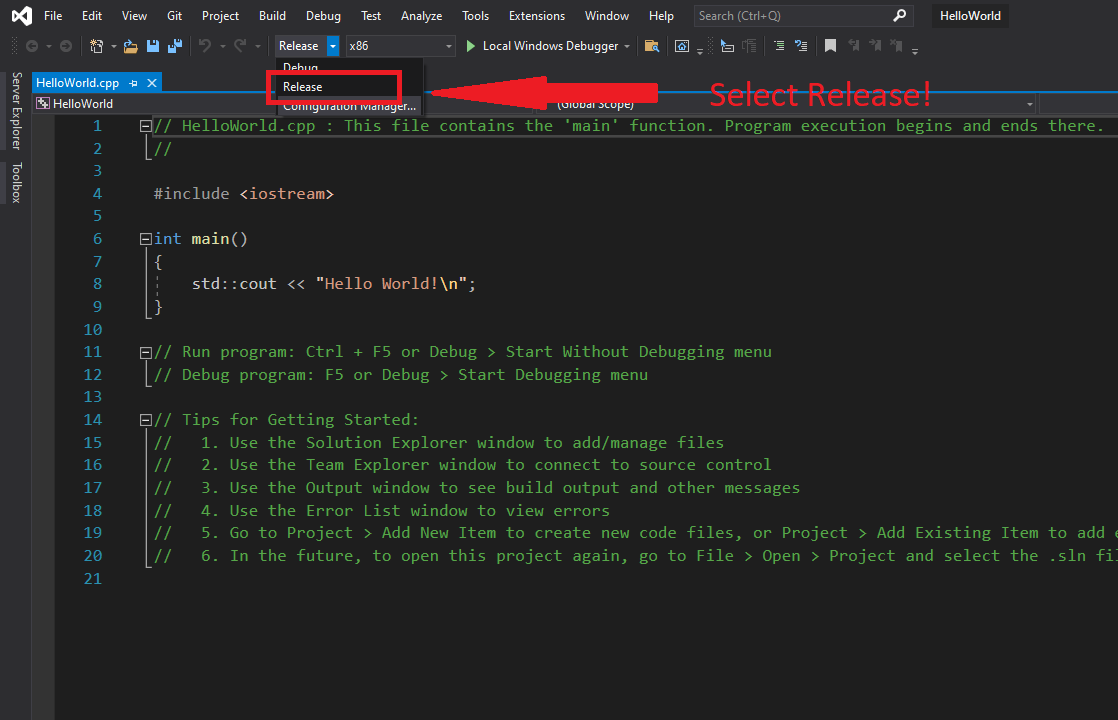 File Edit View Git Project Build Debug Test Analyze Tools Extensions Window Help Search (Ctrl+Q) HelloWorld
Release x86 Local Windows Debugger
Debug
Release
Configuration Manager...
Select Release!
Server Explorer
Toolbox
HelloWorld.cpp
HelloWorld (Global Scope)
1 // HelloWorld.cpp : This file contains the 'main' function. Program execution begins and ends there.
2 //
3
4 #include <iostream>
5
6 int main()
7 {
8 std::cout << "Hello World!\n";
9 }
10
11 // Run program: Ctrl + F5 or Debug > Start Without Debugging menu
12 // Debug program: F5 or Debug > Start Debugging menu
13
14 // Tips for Getting Started:
15 // 1. Use the Solution Explorer window to add/manage files
16 // 2. Use the Team Explorer window to connect to source control
17 // 3. Use the Output window to see build output and other messages
18 // 4. Use the Error List window to view errors
19 // 5. Go to Project > Add New Item to create new code files, or Project > Add Existing Item to add
20 // 6. In the future, to open this project again, go to File > Open > Project and select the .sln
21